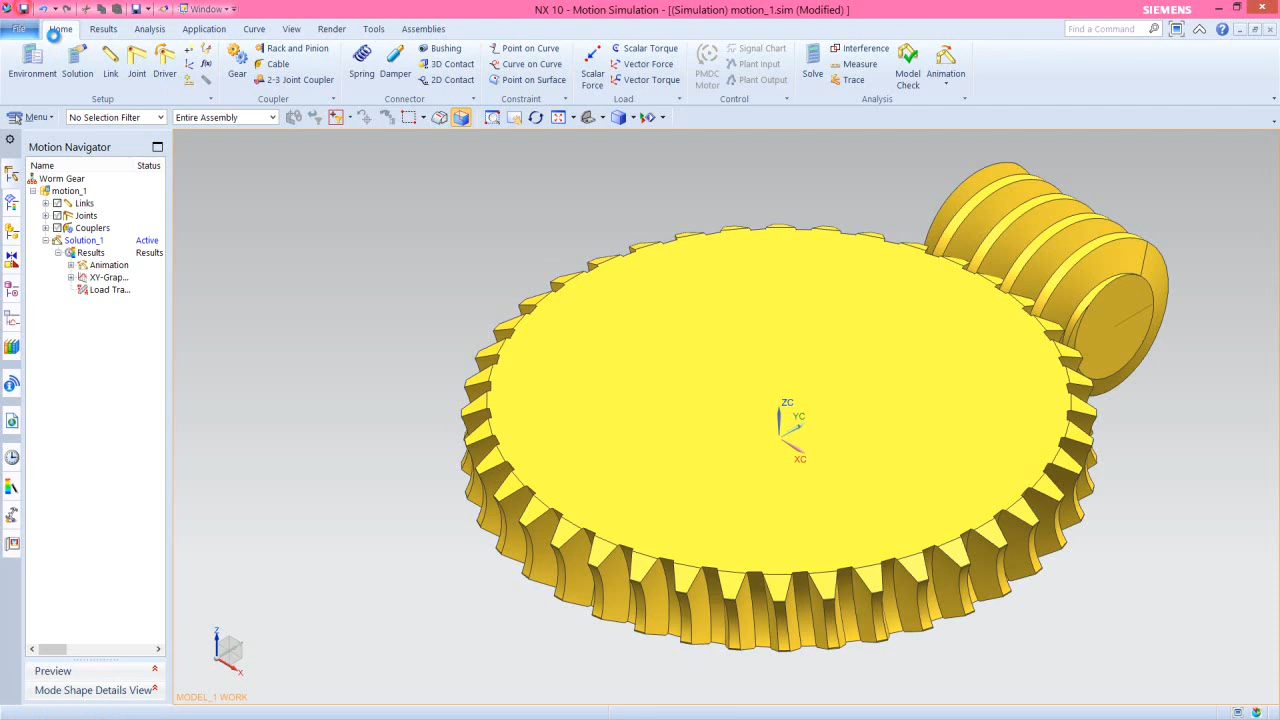 Window
NX 10 - Motion Simulation - [(Simulation) motion_1.sim (Modified) ]
SIEMENS
File
Home
Results
Analysis
Application
Curve
View
Render
Tools
Assemblies
Find a Command
Environment
Solution
Link
Joint
Driver
Setup
Gear
Rack and Pinion
Cable
2-3 Joint Coupler
Coupler
Spring
Damper
Bushing
3D Contact
2D Contact
Connector
Point on Curve
Curve on Curve
Point on Surface
Constraint
Scalar Force
Scalar Torque
Vector Force
Vector Torque
Load
PMDC Motor
Signal Chart
Plant Input
Plant Output
Control
Solve
Interference
Measure
Trace
Model Check
Animation
Analysis
Menu
No Selection Filter
Entire Assembly
Motion Navigator
Name Status
Worm Gear
motion_1
Links
Joints
Couplers
Solution_1 Active
Results Results
Animation
XY-Grap...
Load Tra...
Preview
Mode Shape Details View
ZC
YC
XC
Z
X
MODEL_1 WORK